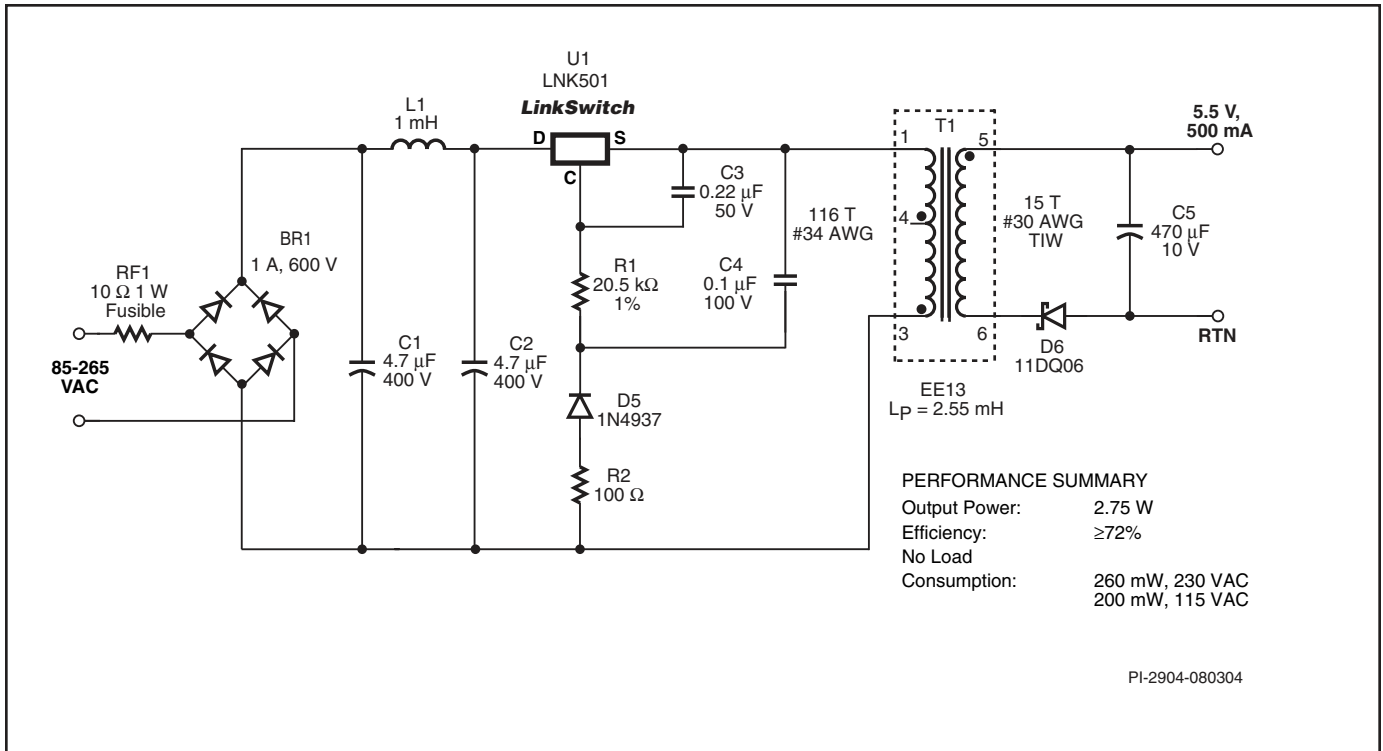 U1
LNK501
LinkSwitch
L1
1 mH
D
S
C
C3
0.22 µF
50 V
BR1
1 A, 600 V
RF1
10 Ω 1 W
Fusible
85-265
VAC
C1
4.7 µF
400 V
C2
4.7 µF
400 V
R1
20.5 kΩ
1%
C4
0.1 µF
100 V
D5
1N4937
R2
100 Ω
116 T
#34 AWG
T1
1
4
3
5
6
15 T
#30 AWG
TIW
EE13
LP = 2.55 mH
D6
11DQ06
C5
470 µF
10 V
5.5 V,
500 mA
RTN
PERFORMANCE SUMMARY
Output Power: 2.75 W
Efficiency: ≥72%
No Load
Consumption: 260 mW, 230 VAC
200 mW, 115 VAC
PI-2904-080304